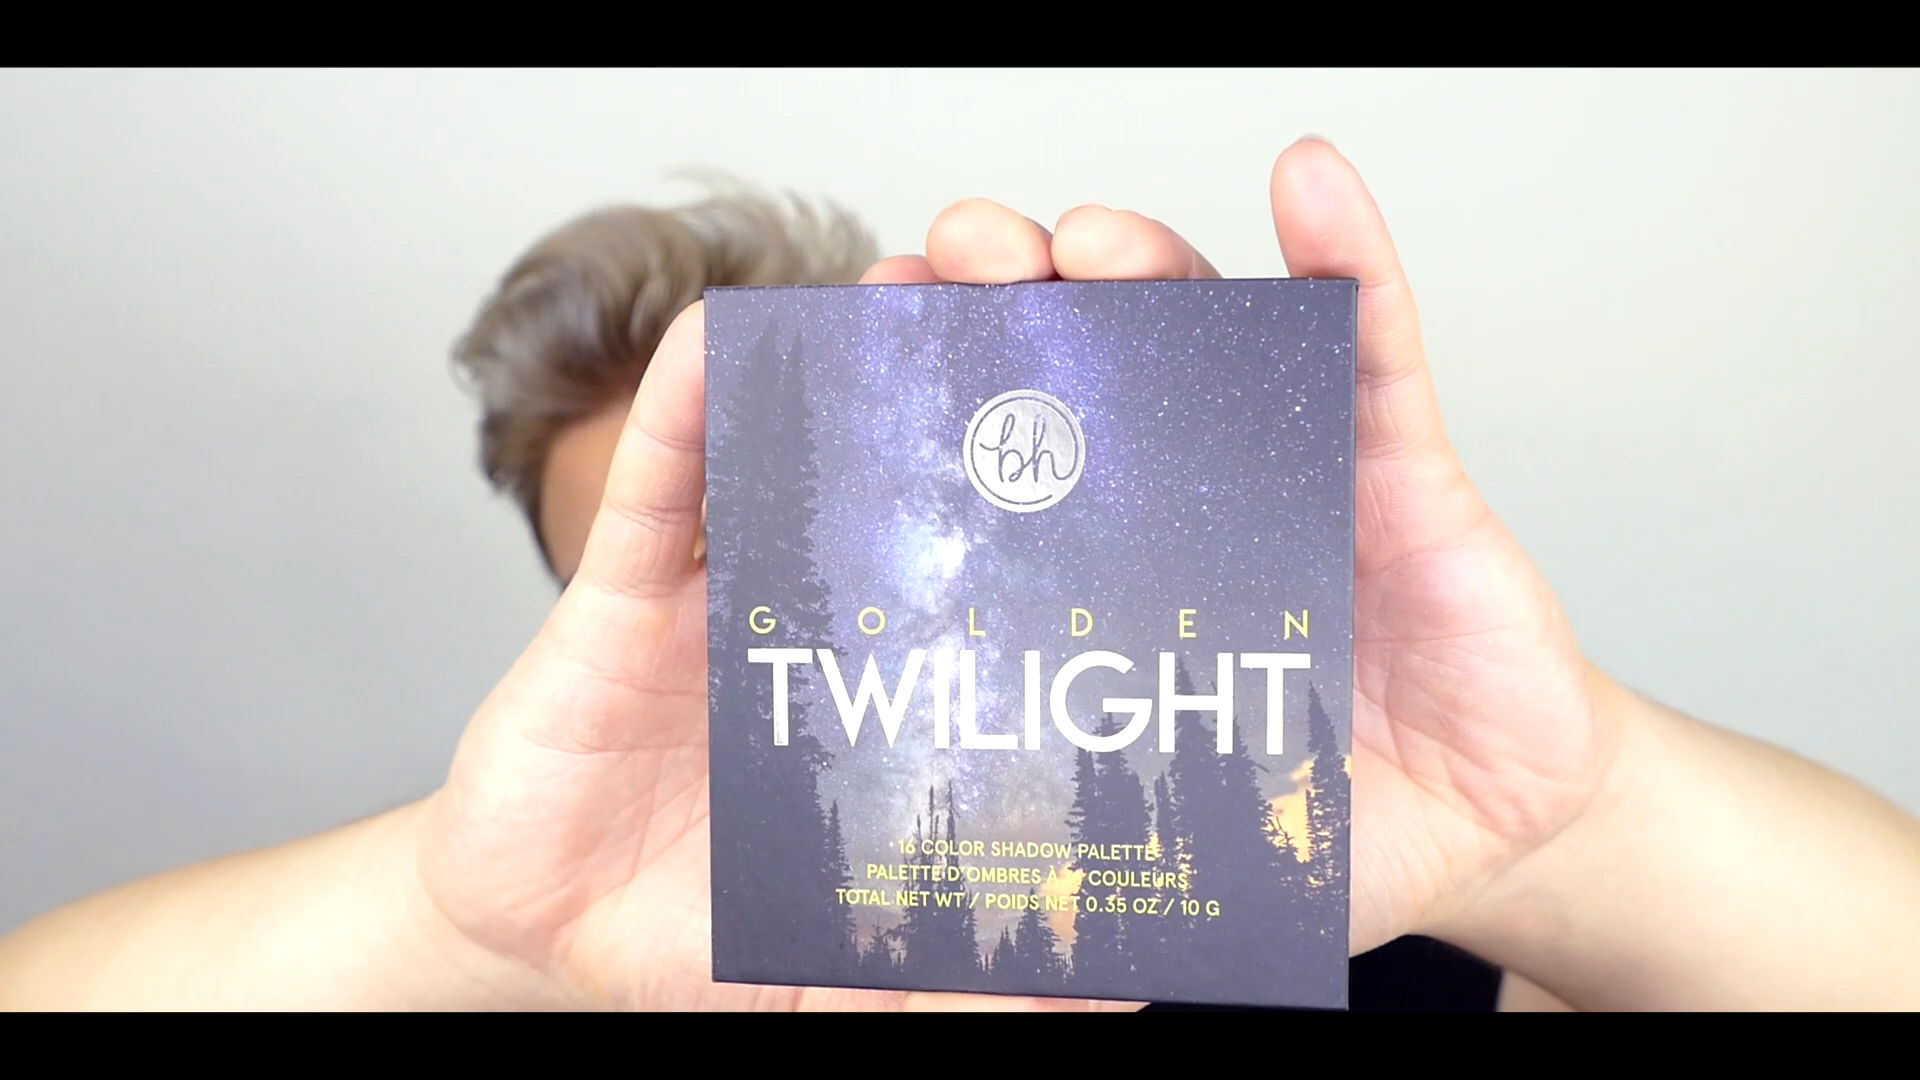 bh
GOLDEN
TWILIGHT
16 COLOR SHADOW PALETTE
PALETTE D'OMBRES À COULEURS
TOTAL NET WT / POIDS NET 0.35 OZ / 10 G